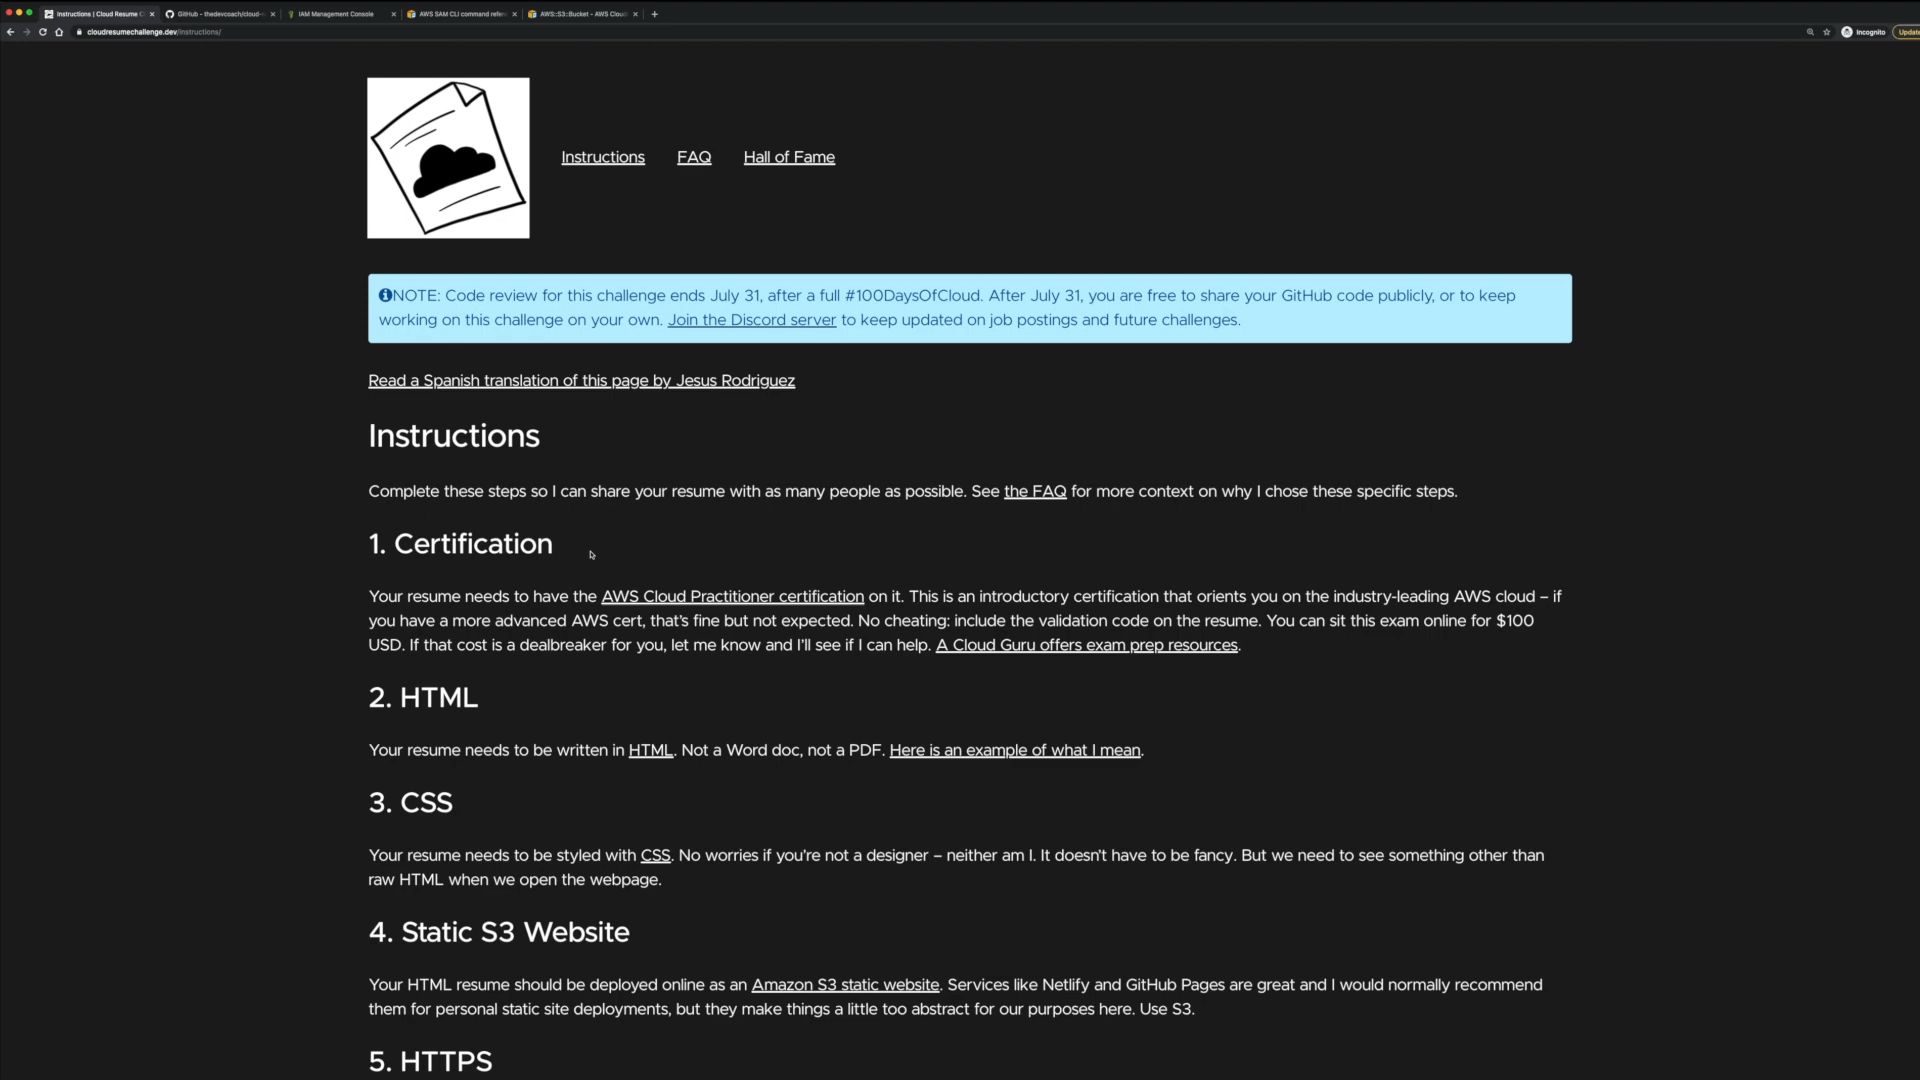 Instructions | Cloud Resume C
GitHub - thedevcoach/cloud-r
IAM Management Console
AWS SAM CLI command refere
AWS::S3::Bucket - AWS Cloud
cloudresumechallenge.dev/instructions/
Incognito
Update
Instructions FAQ Hall of Fame
NOTE: Code review for this challenge ends July 31, after a full #100DaysOfCloud. After July 31, you are free to share your GitHub code publicly, or to keep
working on this challenge on your own. Join the Discord server to keep updated on job postings and future challenges.
Read a Spanish translation of this page by Jesus Rodriguez
Instructions
Complete these steps so I can share your resume with as many people as possible. See the FAQ for more context on why I chose these specific steps.
1. Certification
Your resume needs to have the AWS Cloud Practitioner certification on it. This is an introductory certification that orients you on the industry-leading AWS cloud – if
you have a more advanced AWS cert, that's fine but not expected. No cheating: include the validation code on the resume. You can sit this exam online for $100
USD. If that cost is a dealbreaker for you, let me know and I'll see if I can help. A Cloud Guru offers exam prep resources.
2. HTML
Your resume needs to be written in HTML. Not a Word doc, not a PDF. Here is an example of what I mean.
3. CSS
Your resume needs to be styled with CSS. No worries if you're not a designer – neither am I. It doesn't have to be fancy. But we need to see something other than
raw HTML when we open the webpage.
4. Static S3 Website
Your HTML resume should be deployed online as an Amazon S3 static website. Services like Netlify and GitHub Pages are great and I would normally recommend
them for personal static site deployments, but they make things a little too abstract for our purposes here. Use S3.
5. HTTPS